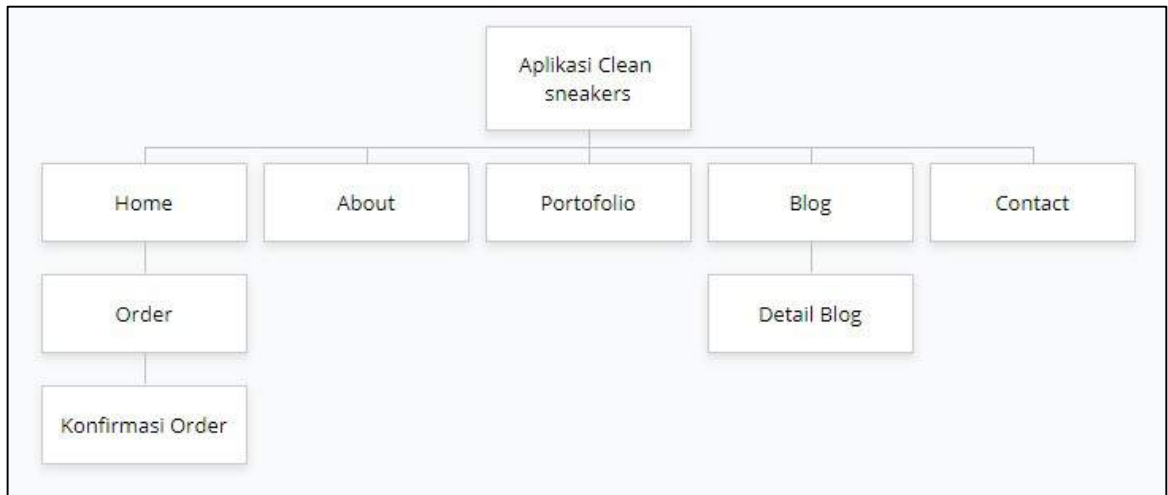 Aplikasi Clean
sneakers
Home
About
Portofolio
Blog
Contact
Order
Detail Blog
Konfirmasi Order